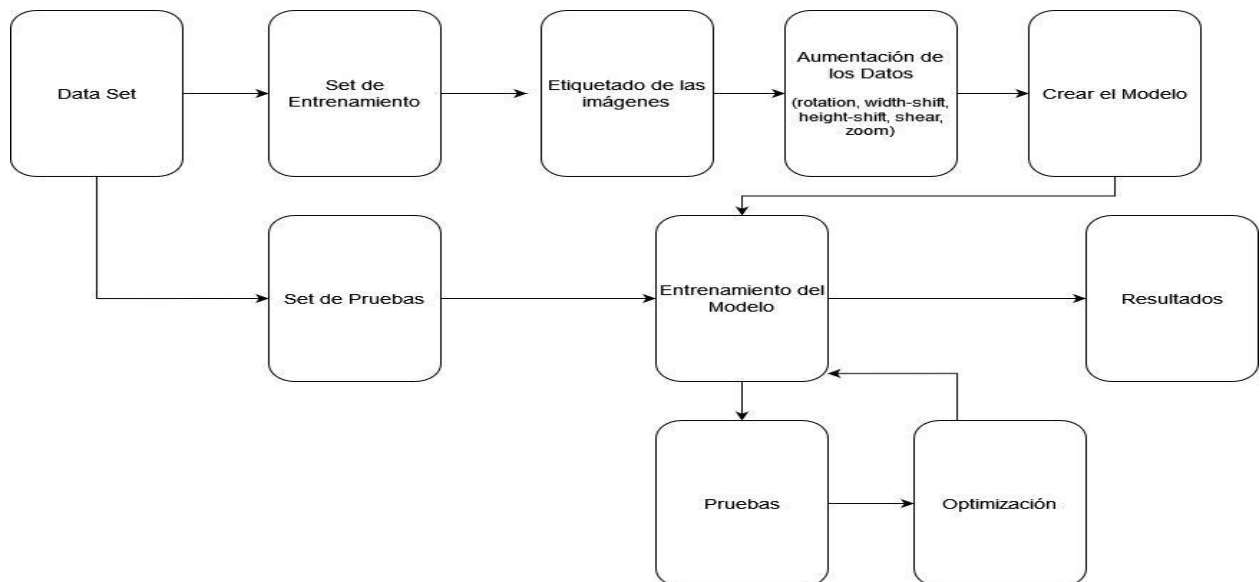 Data Set
Set de
Entrenamiento
Etiquetado de las
imágenes
Aumentación de
los Datos
(rotation, width-shift,
height-shift, shear,
zoom)
Crear el Modelo
Set de Pruebas
Entrenamiento del
Modelo
Resultados
Pruebas
Optimización